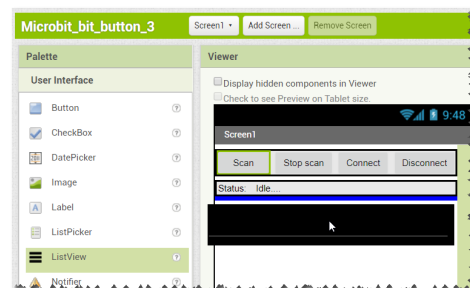 Microbit_bit_button_3
Screen1
Add Screen ...
Remove Screen
Palette
Viewer
User Interface
Display hidden components in Viewer
Check to see Preview on Tablet size.
Button
CheckBox
DatePicker
Image
Label
ListPicker
ListView
Notifier
9:48
Screen1
Scan
Stop scan
Connect
Disconnect
Status: Idle....